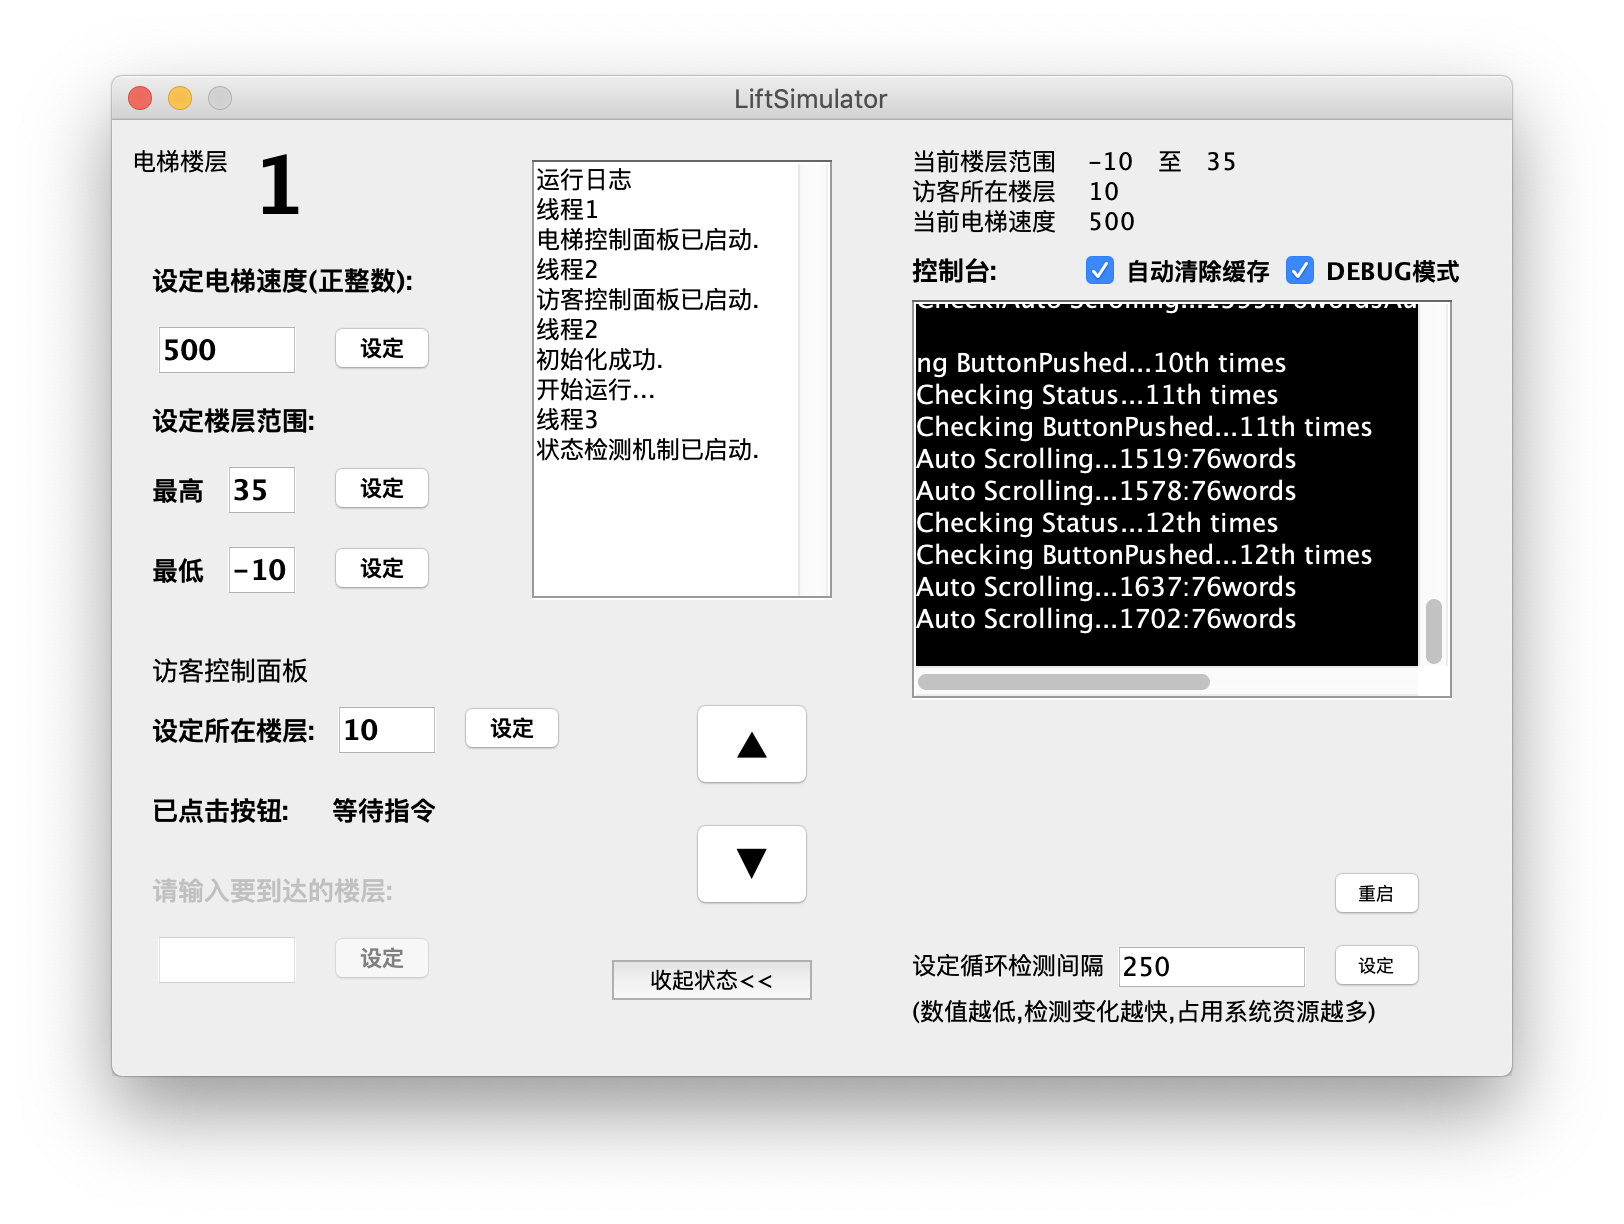 LiftSimulator
电梯楼层 1
设定电梯速度(正整数):
500 设定
设定楼层范围:
最高 35 设定
最低 -10 设定
运行日志
线程1
电梯控制面板已启动.
线程2
访客控制面板已启动.
线程2
初始化成功.
开始运行...
线程3
状态检测机制已启动.
当前楼层范围 -10 至 35
访客所在楼层 10
当前电梯速度 500
控制台: 自动清除缓存 DEBUG模式
ng ButtonPushed...10th times
Checking Status...11th times
Checking ButtonPushed...11th times
Auto Scrolling...1519:76words
Auto Scrolling...1578:76words
Checking Status...12th times
Checking ButtonPushed...12th times
Auto Scrolling...1637:76words
Auto Scrolling...1702:76words
访客控制面板
设定所在楼层: 10 设定
▲
已点击按钮: 等待指令
▼
请输入要到达的楼层:
设定
收起状态<<
重启
设定循环检测间隔 250 设定
(数值越低,检测变化越快,占用系统资源越多)